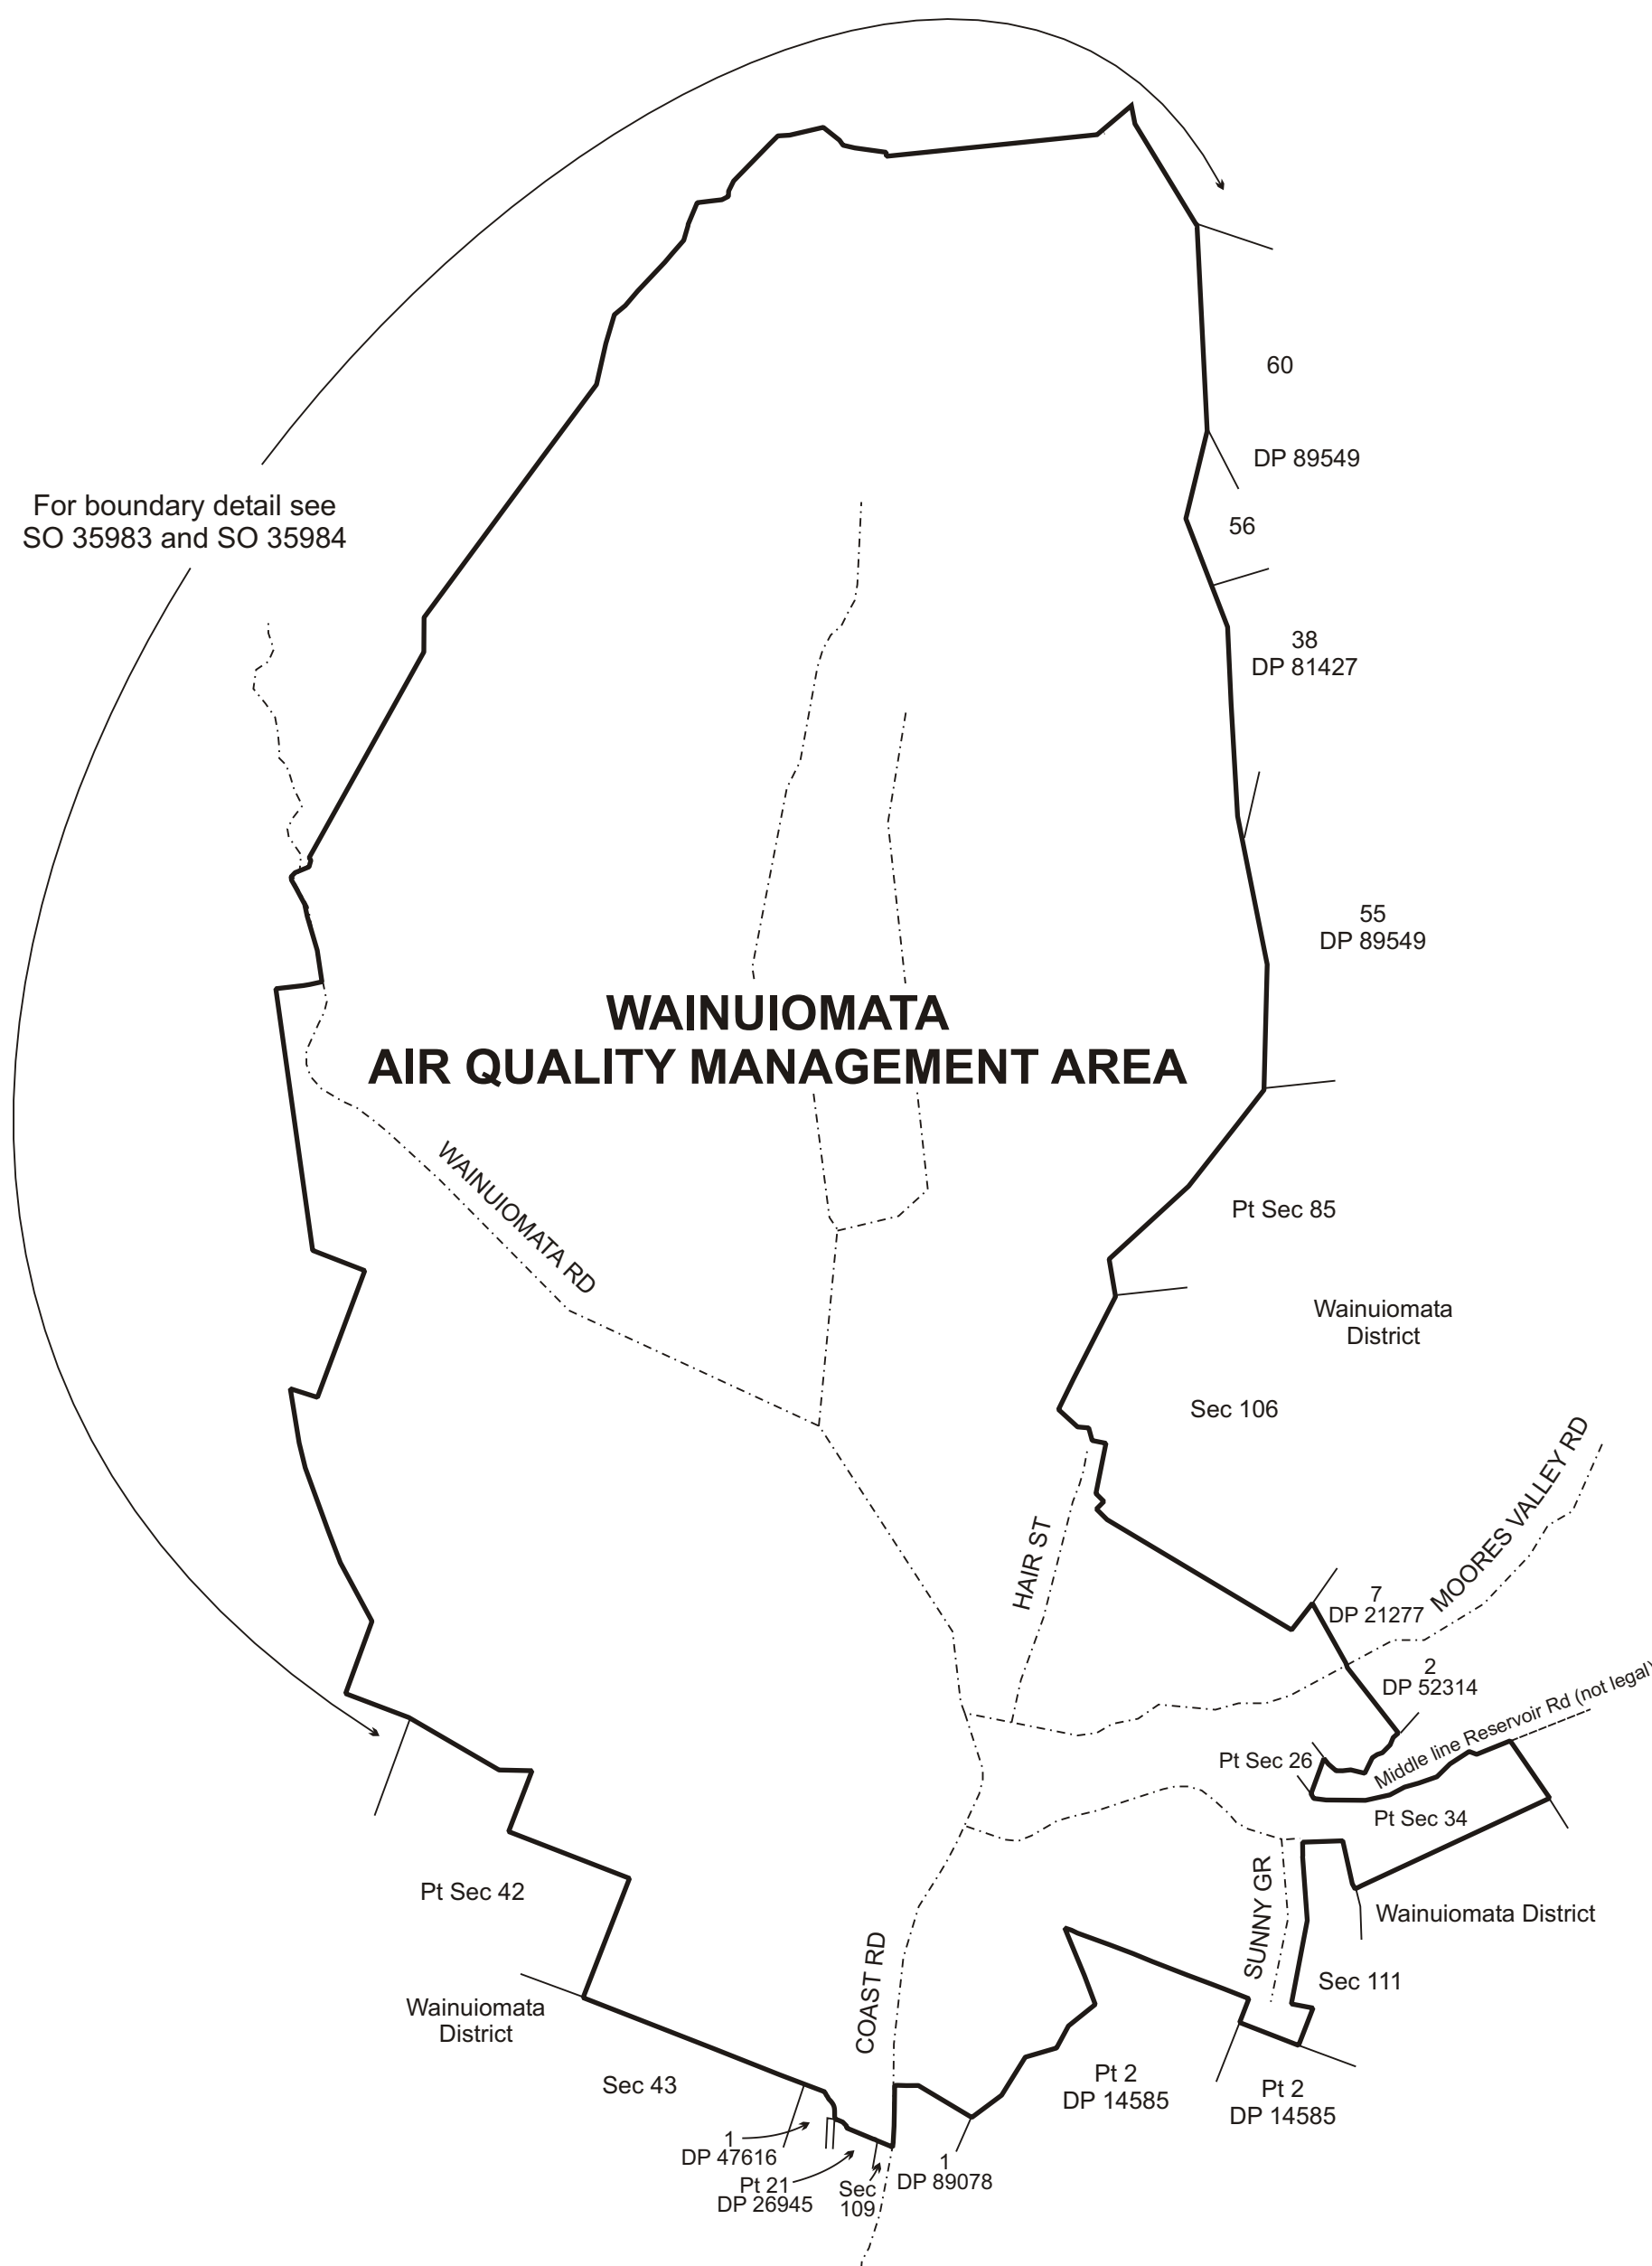 60
DP 89549
For boundary detail see
SO 35983 and SO 35984
56
38
DP 81427
55
DP 89549
WAINUIOMATA
AIR QUALITY MANAGEMENT AREA
WAINUIOMATA RD
Pt Sec 85
Wainuiomata
District
Sec 106
MOORES VALLEY RD
HAIR ST
7
DP 21277
2
DP 52314
Middle line Reservoir Rd (not legal)
Pt Sec 26
Pt Sec 34
Pt Sec 42
SUNNY GR
Wainuiomata District
COAST RD
Sec 111
Wainuiomata
District
Sec 43
Pt 2
DP 14585
Pt 2
DP 14585
1
DP 47616
Pt 21
DP 26945
Sec
109
1
DP 89078